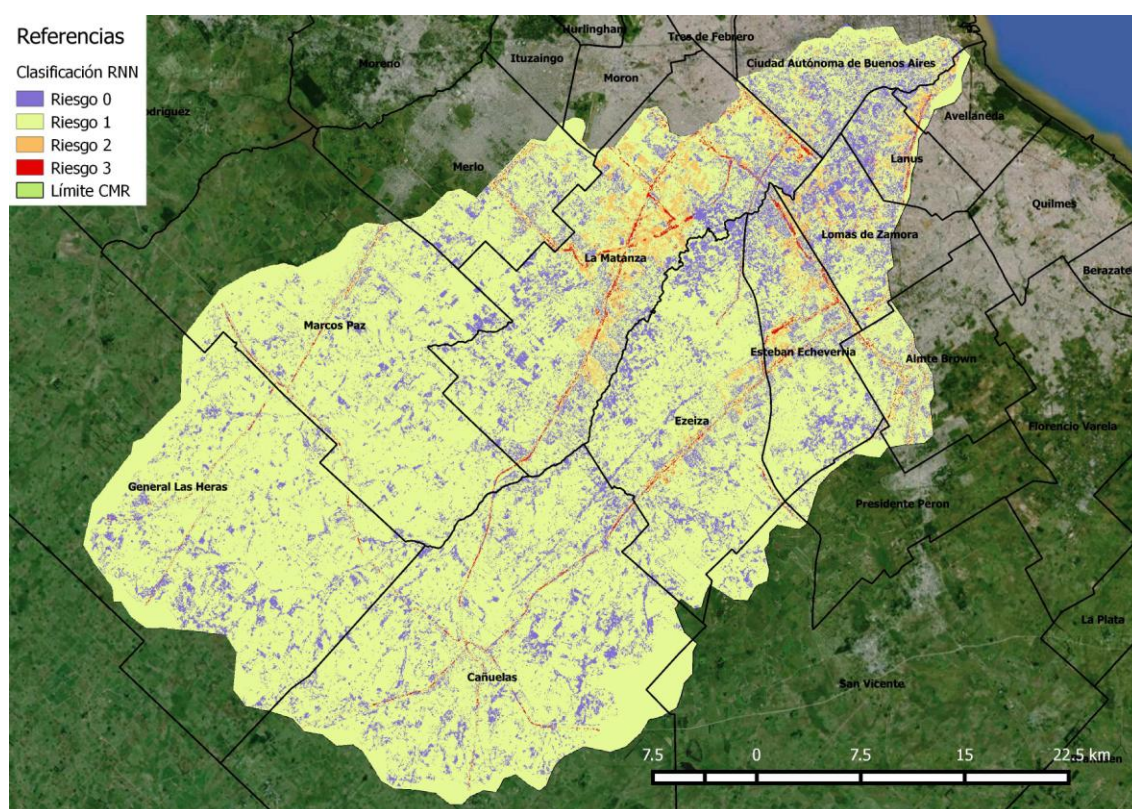 Referencias
Clasificación RNN
Riesgo 0
Riesgo 1
Riesgo 2
Riesgo 3
Límite CMR
Hurlingham
Tres de Febrero
Moreno
Ituzaingo
Moron
Ciudad Autónoma de Buenos Aires
Avellaneda
Merlo
Lanus
Quilmes
Lomas de Zamora
La Matanza
Marcos Paz
Esteban Echeverria
Almte Brown
Ezeiza
Florencio Varela
General Las Heras
Presidente Peron
La Plata
Cañuelas
San Vicente
7.5 0 7.5 15 22.5 km